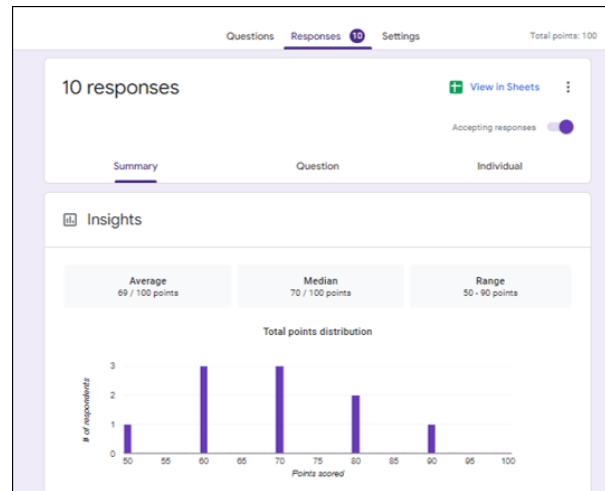 Questions Responses 10 Settings Total points: 100
10 responses
View in Sheets
Accepting responses
Summary Question Individual
Insights
Average Median Range
69 / 100 points 70 / 100 points 50 - 90 points
Total points distribution
# of respondents
3
2
1
0
50 55 60 65 70 75 80 85 90 95 100
Points scored